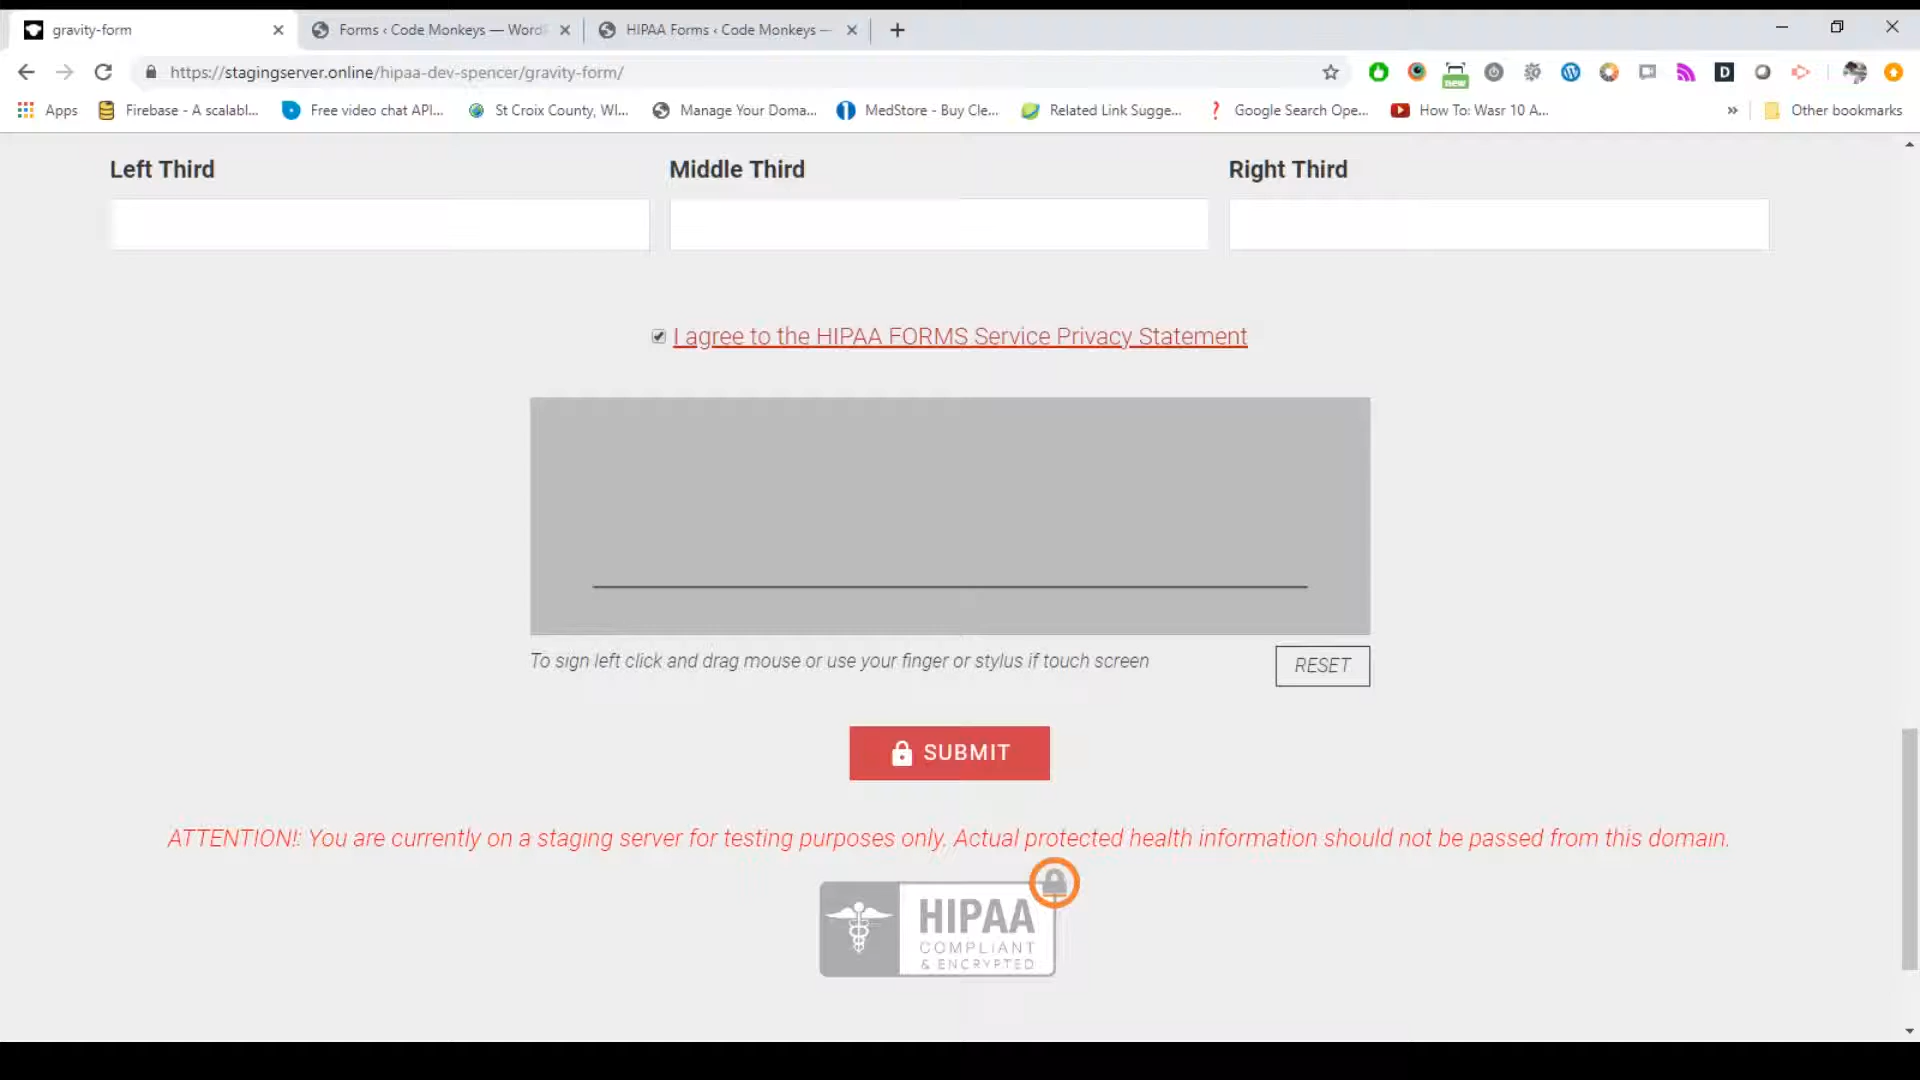 gravity-form
Forms ‹ Code Monkeys — Word
HIPAA Forms ‹ Code Monkeys —
https://stagingserver.online/hipaa-dev-spencer/gravity-form/
new
D
Apps
Firebase - A scalabl...
Free video chat API...
St Croix County, WI...
Manage Your Doma...
MedStore - Buy Cle...
Related Link Sugge...
Google Search Ope...
How To: Wasr 10 A...
»
Other bookmarks
Left Third
Middle Third
Right Third
I agree to the HIPAA FORMS Service Privacy Statement
To sign left click and drag mouse or use your finger or stylus if touch screen
RESET
SUBMIT
ATTENTION!: You are currently on a staging server for testing purposes only. Actual protected health information should not be passed from this domain.
HIPAA
COMPLIANT
& ENCRYPTED